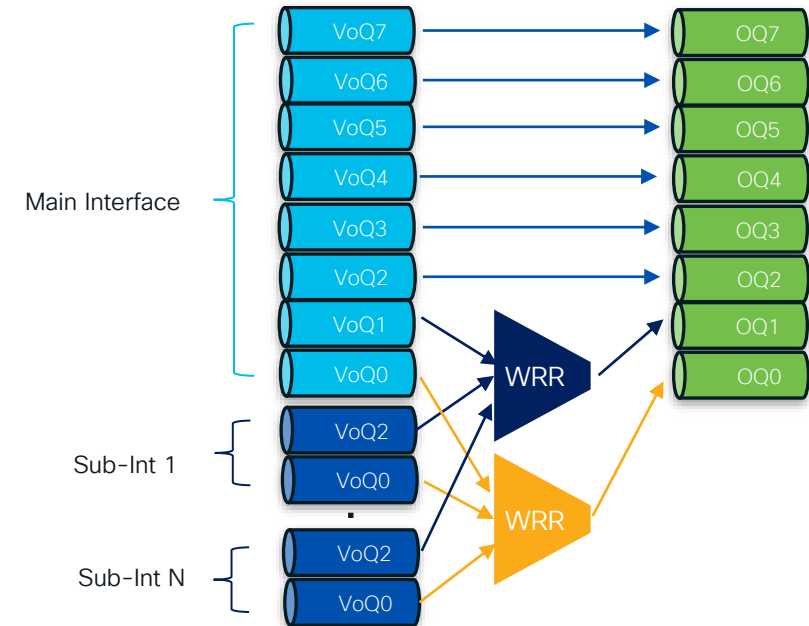 VoQ7
OQ7
VoQ6
OQ6
VoQ5
OQ5
VoQ4
OQ4
Main Interface
VoQ3
OQ3
VoQ2
OQ2
VoQ1
OQ1
WRR
VoQ0
OQ0
VoQ2
Sub-Int 1
VoQ0
WRR
VoQ2
Sub-Int N
VoQ0